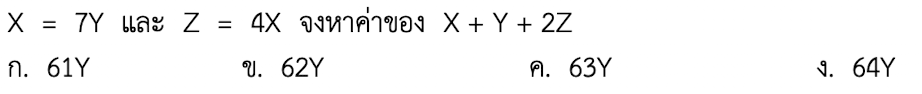 X = 7Y และ Z = 4X จงหาค่าของ X + Y + 2Z
ก. 61Y ข. 62Y ค. 63Y ง. 64Y